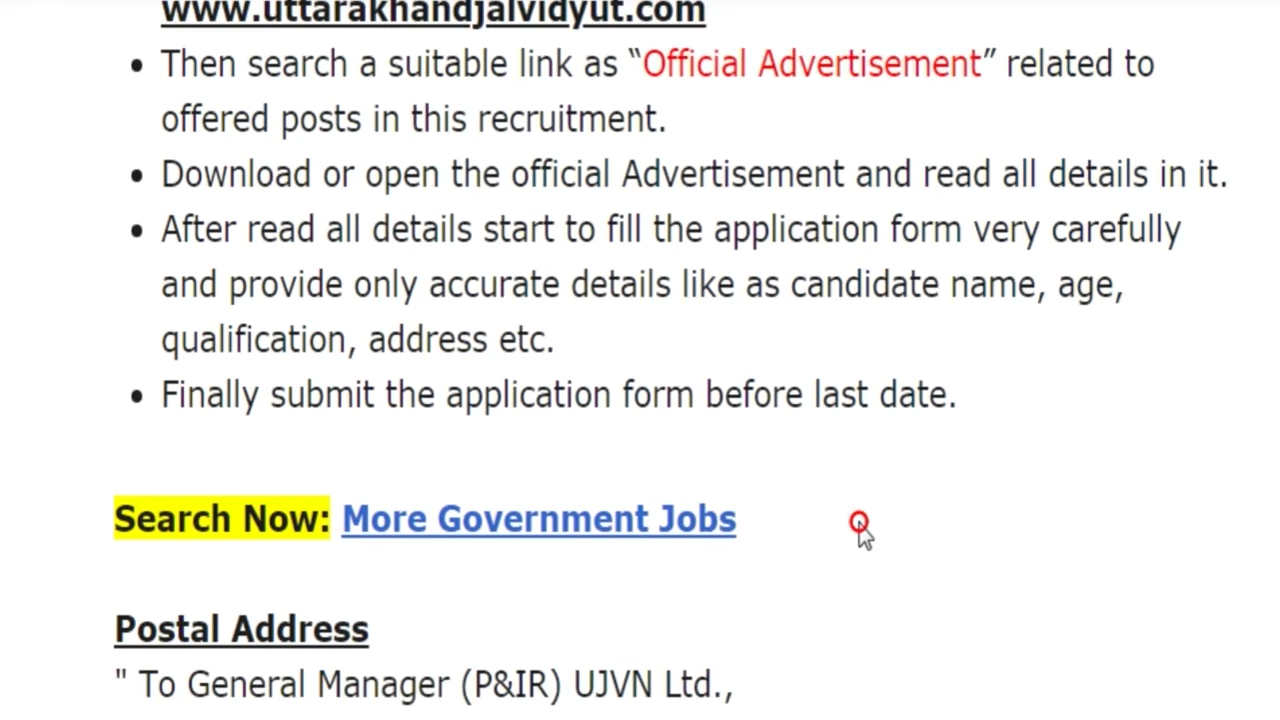 www.uttarakhandjalvidyut.com
• Then search a suitable link as “Official Advertisement” related to
offered posts in this recruitment.
• Download or open the official Advertisement and read all details in it.
• After read all details start to fill the application form very carefully
and provide only accurate details like as candidate name, age,
qualification, address etc.
• Finally submit the application form before last date.
Search Now: More Government Jobs
Postal Address
" To General Manager (P&IR) UJVN Ltd.,